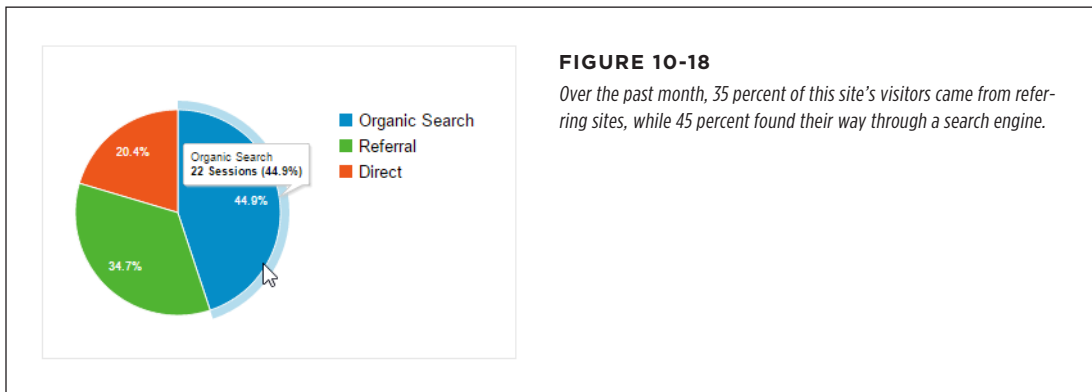 FIGURE 10-18
Over the past month, 35 percent of this site's visitors came from refer-
ring sites, while 45 percent found their way through a search engine.
Organic Search
Referral
Direct
20.4%
Organic Search
22 Sessions (44.9%)
44.9%
34.7%